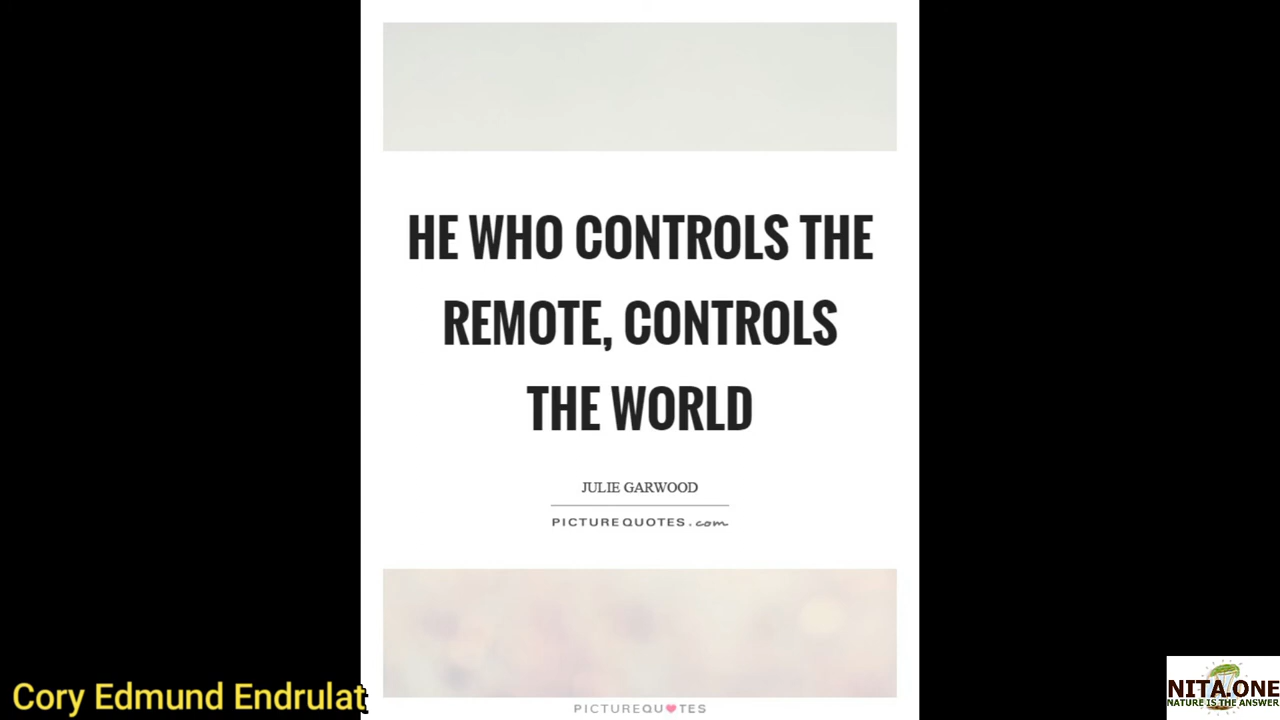 HE WHO CONTROLS THE
REMOTE, CONTROLS
THE WORLD
JULIE GARWOOD
PICTUREQUOTES.com
PICTUREQU♥TES
Cory Edmund Endrulat
NITA.ONE
NATURE IS THE ANSWER